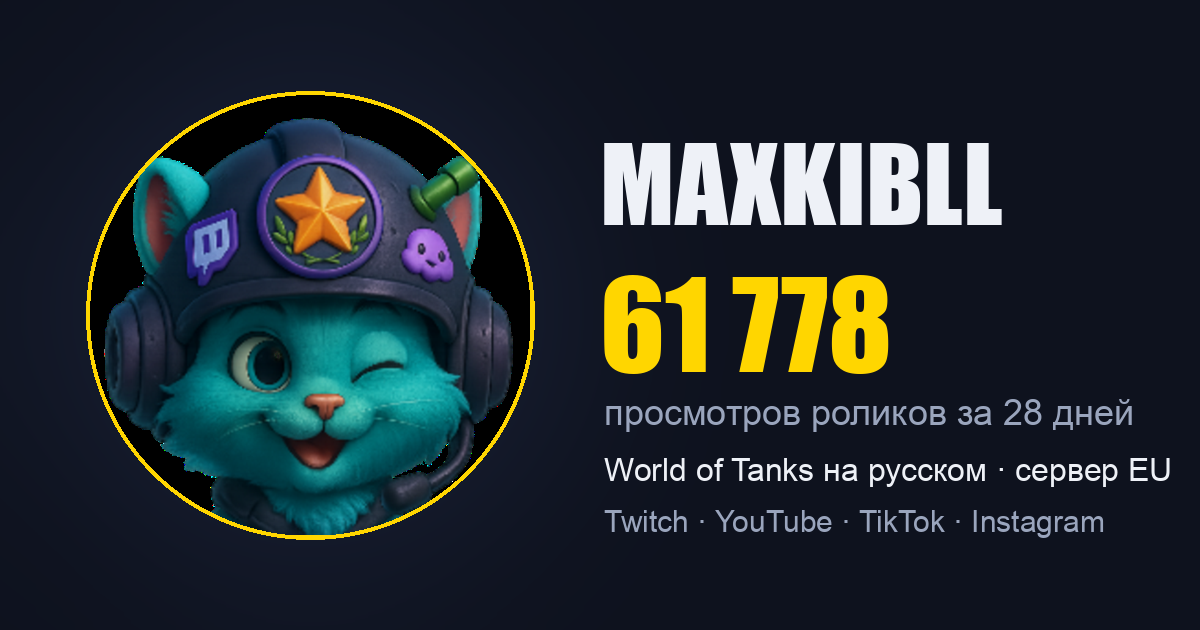 MAXKIBLL
61 778
просмотров роликов за 28 дней
World of Tanks на русском · сервер EU
Twitch · YouTube · TikTok · Instagram